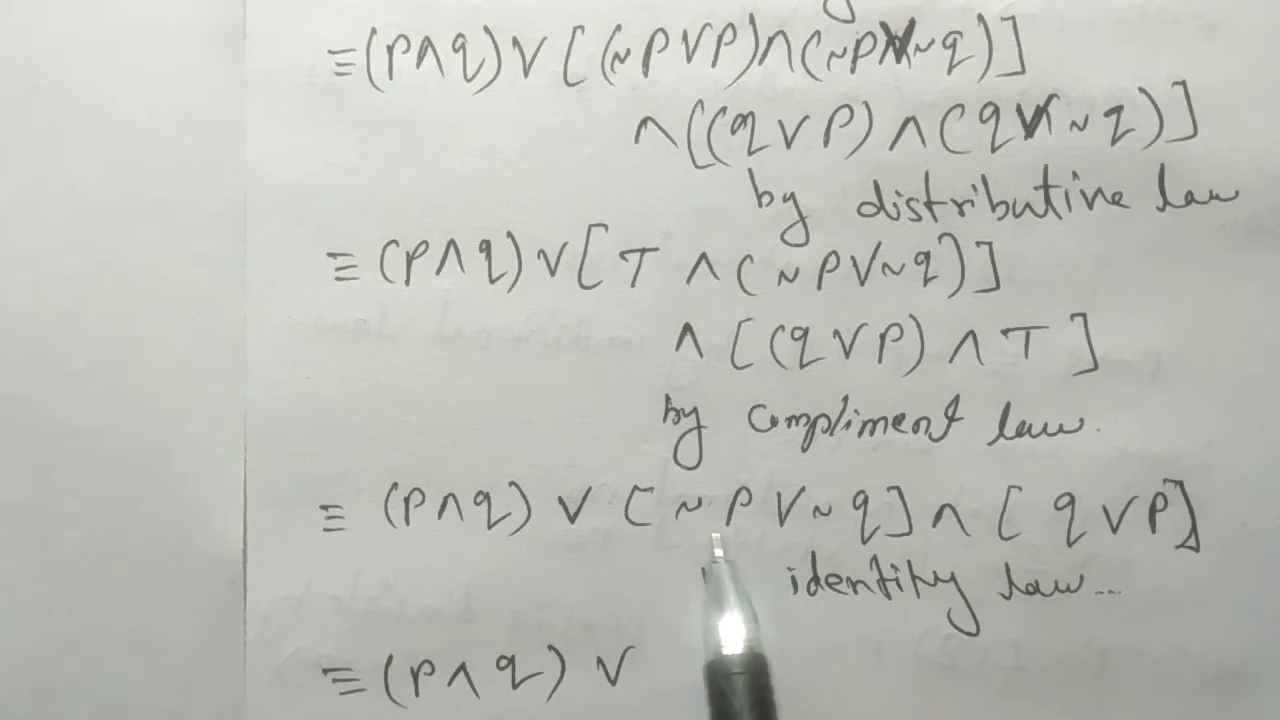 ≡(P∧q)∨[(~P∨P)∧(~P∨~q)]
∧[(q∨P)∧(q∨~q)]
by distributive law
≡(P∧q)∨[T∧(~P∨~q)]
∧[(q∨P)∧T]
by compliment law.
≡(P∧q)∨[~P∨~q]∧[q∨P]
identity law...
≡(P∧q)∨